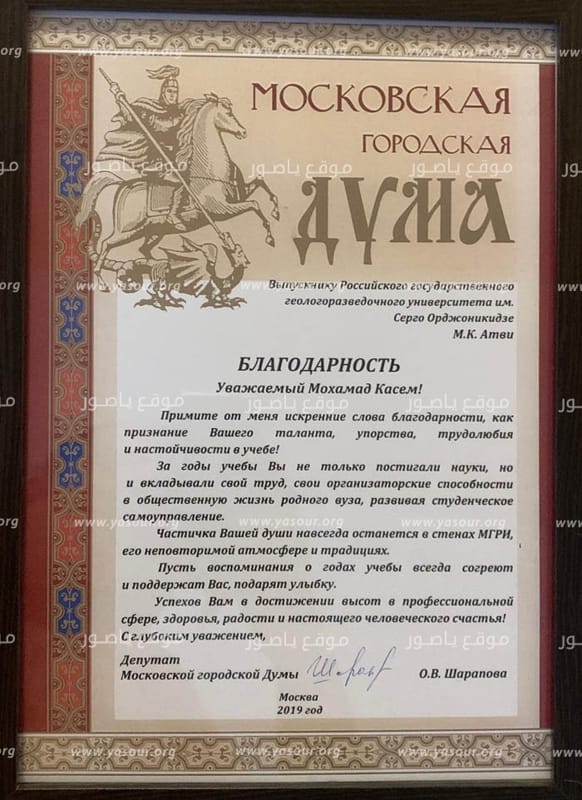 МОСКОВСКАЯ
ГОРОДСКАЯ
ДУМА
Выпускнику Российского государственного
геологоразведочного университета им.
Серго Орджоникидзе
М.К. Атви
БЛАГОДАРНОСТЬ
Уважаемый Мохамад Касем!
Примите от меня искренние слова благодарности, как
признание Вашего таланта, упорства, трудолюбия
и настойчивости в учебе!
За годы учебы Вы не только постигали науки, но
и вкладывали свой труд, свои организаторские способности
в общественную жизнь родного вуза, развивая студенческое
самоуправление.
Частичка Вашей души навсегда останется в стенах МГРИ,
его неповторимой атмосфере и традициях.
Пусть воспоминания о годах учебы всегда согреют
и поддержат Вас, подарят улыбку.
Успехов Вам в достижении высот в профессиональной
сфере, здоровья, радости и настоящего человеческого счастья!
С глубоким уважением,
Депутат
Московской городской Думы О.В. Шарапова
Москва
2019 год
موقع ياصور
www.yasour.org